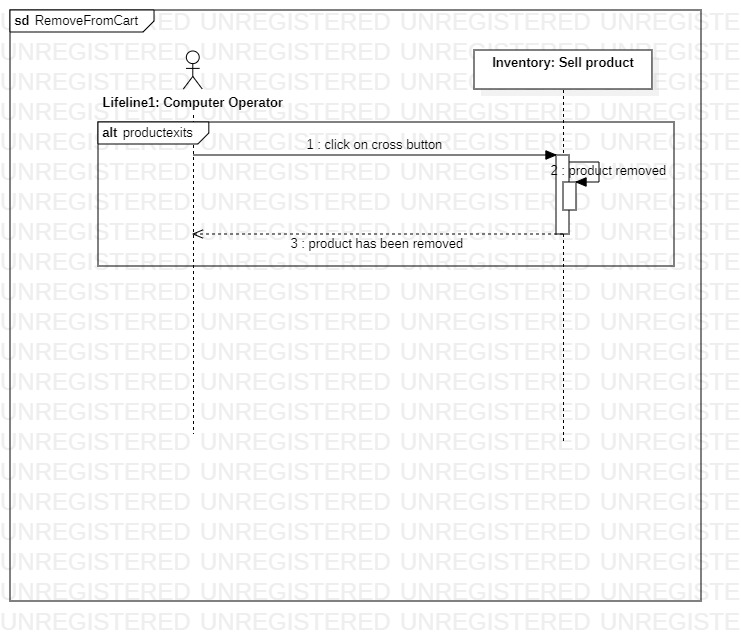 sd RemoveFromCart
Inventory: Sell product
Lifeline1: Computer Operator
alt productexits
1 : click on cross button
2 : product removed
3 : product has been removed
UNREGISTERED UNREGISTERED UNREGISTERED UNREGISTE